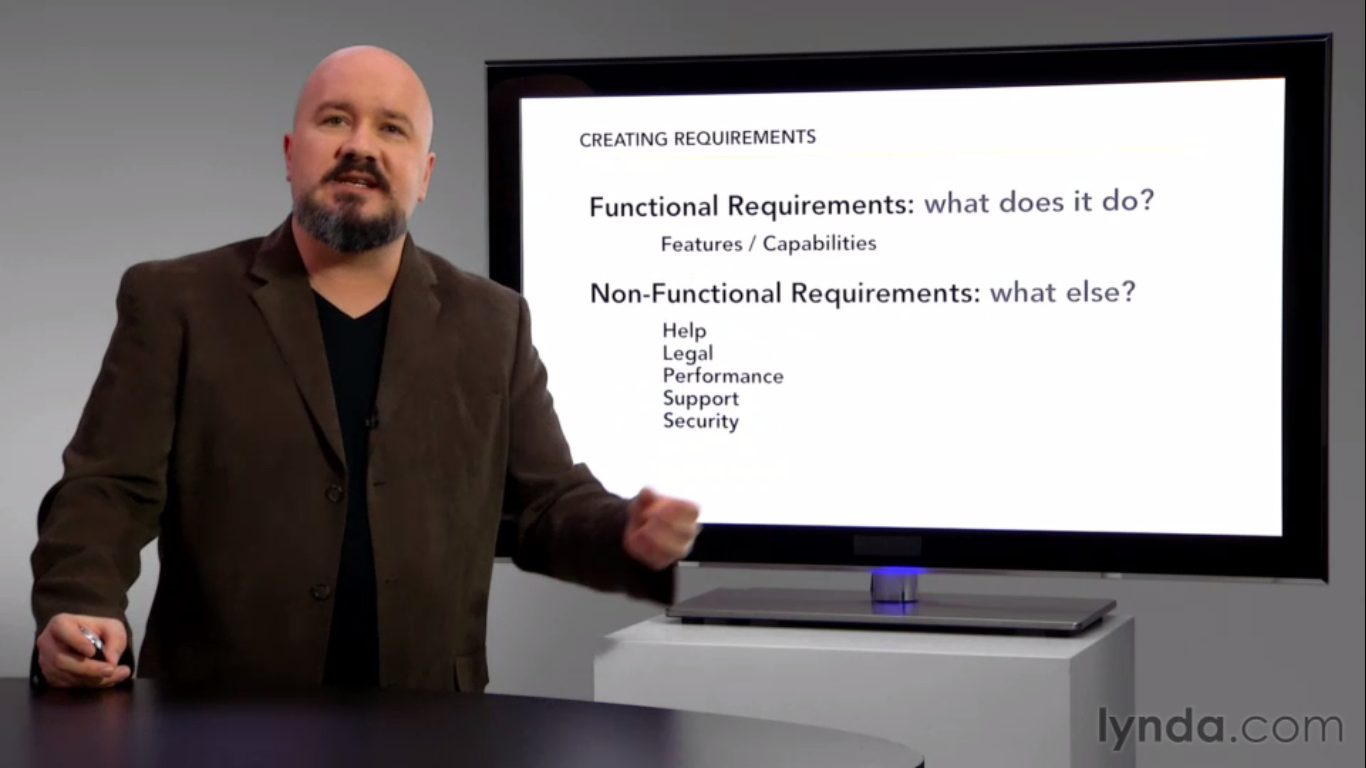 CREATING REQUIREMENTS
Functional Requirements: what does it do?
Features / Capabilities
Non-Functional Requirements: what else?
Help
Legal
Performance
Support
Security
lynda.com